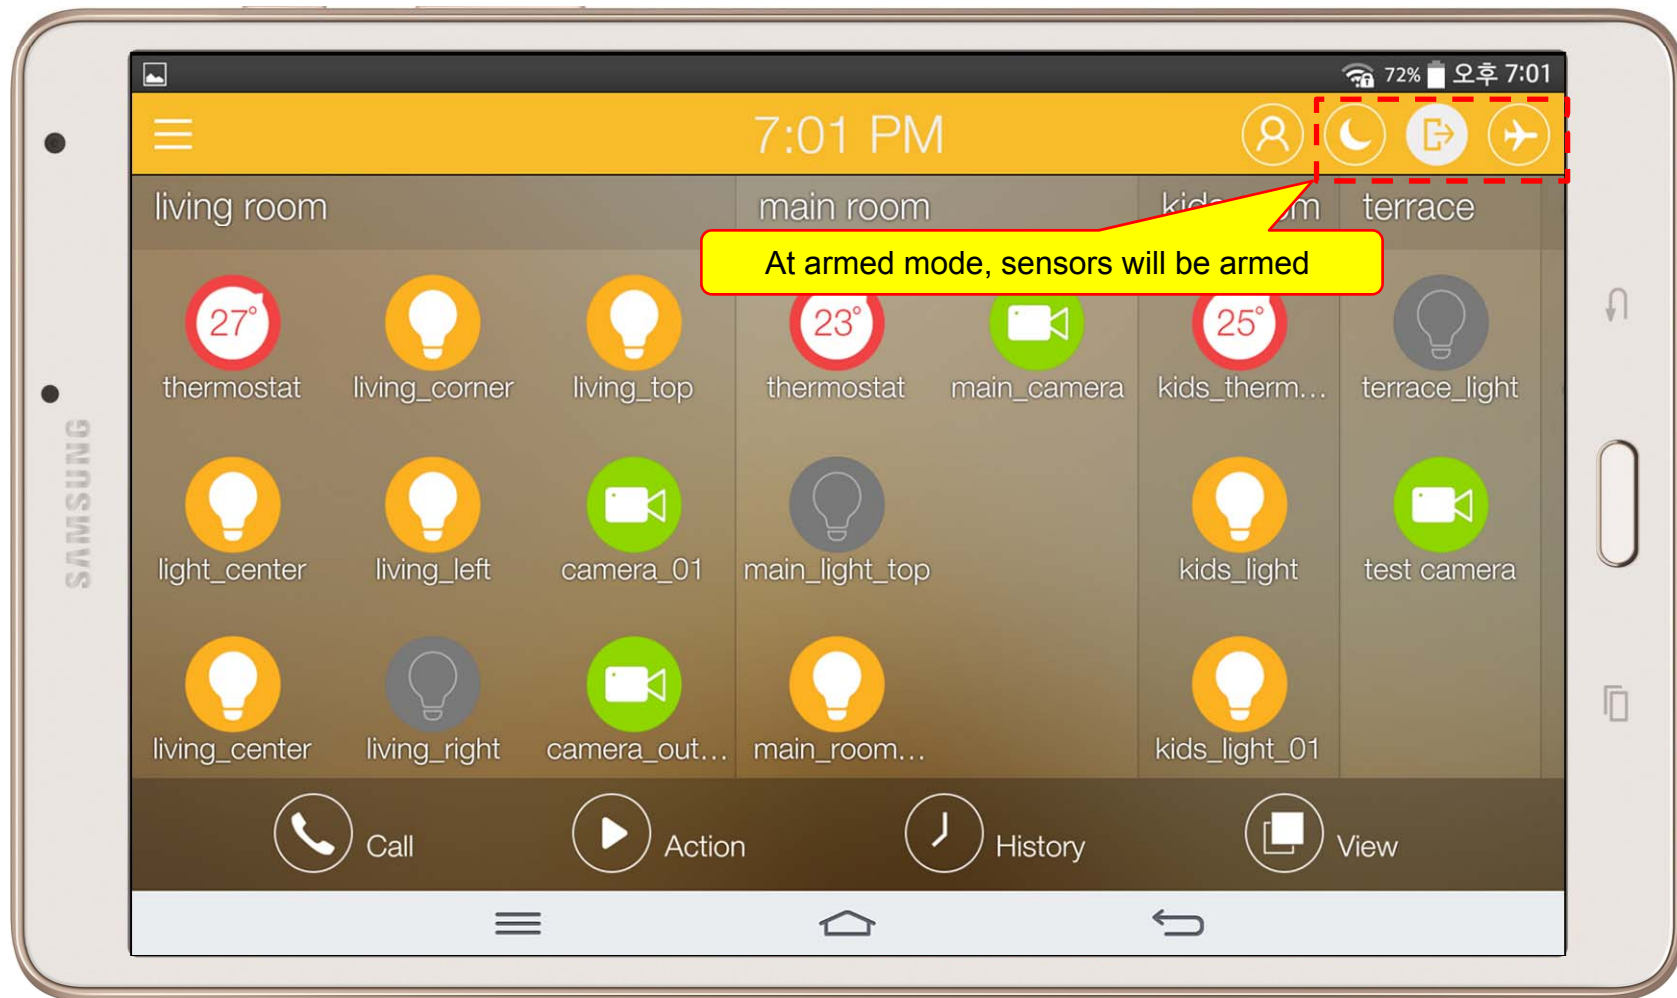 SAMSUNG
72% 오후 7:01
7:01 PM
living room
main room
terrace
At armed mode, sensors will be armed
27°
23°
25°
thermostat
living_corner
living_top
thermostat
main_camera
kids_therm...
terrace_light
light_center
living_left
camera_01
main_light_top
kids_light
test camera
living_center
living_right
camera_out...
main_room...
kids_light_01
Call
Action
History
View